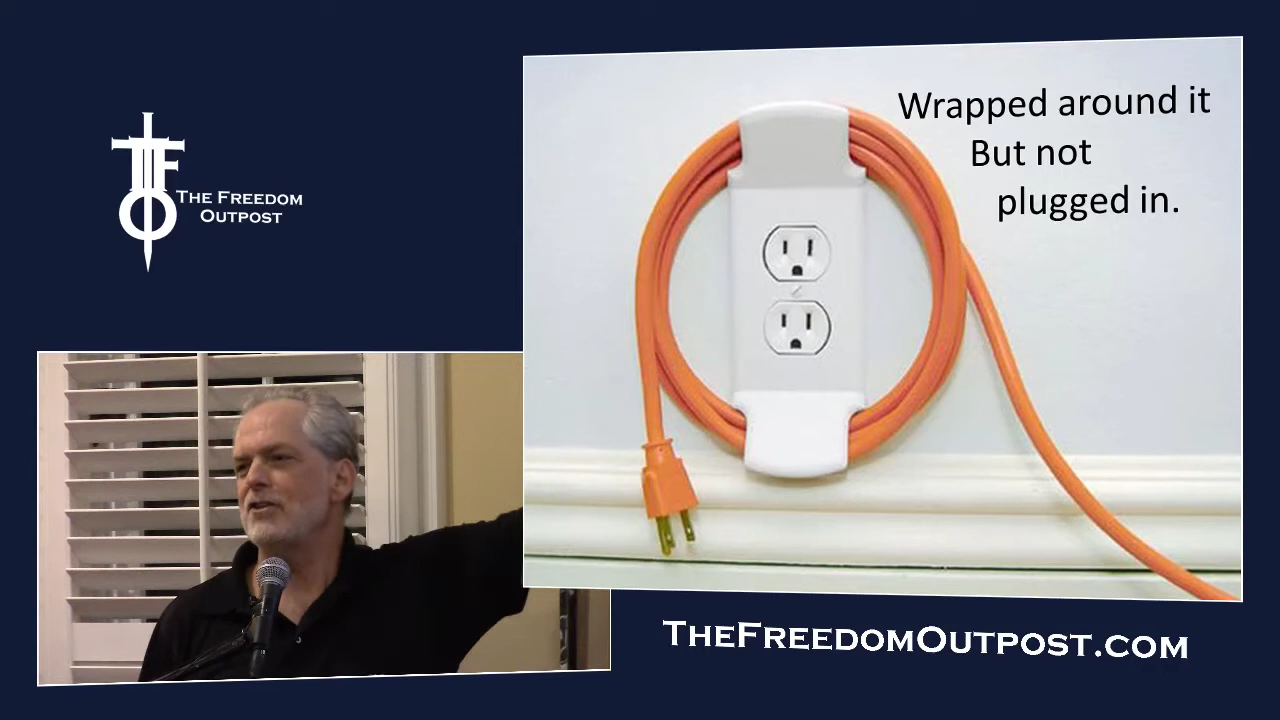 THE FREEDOM
OUTPOST
Wrapped around it
But not
plugged in.
THEFREEDOMOUTPOST.COM